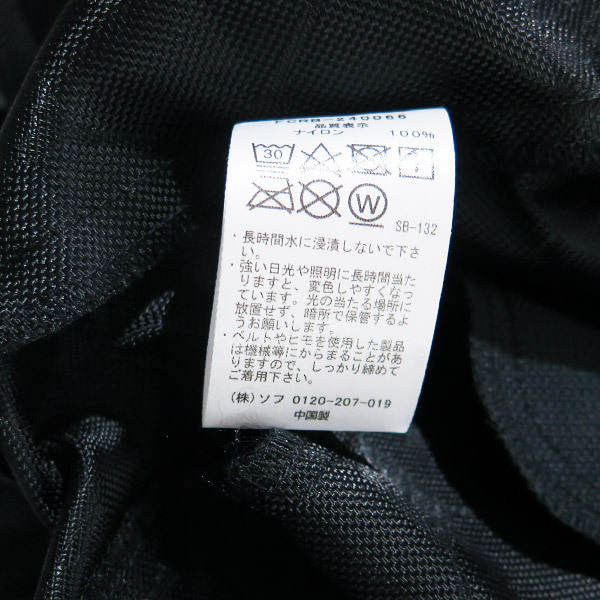 FCRB-240066
品質表示
ナイロン 100%
30
W
SB-132
・長時間水に浸漬しないで下さ
い。
・強い日光や照明に長時間当た
りますと、変色しやすくなっ
ています。光の当たる場所に
放置せず、暗所で保管するよ
うお願いします。
・ベルトやヒモを使用した製品
は機械等にからまることがあ
りますので、しっかり締めて
ご着用下さい。
(株)ソフ 0120-207-019
中国製